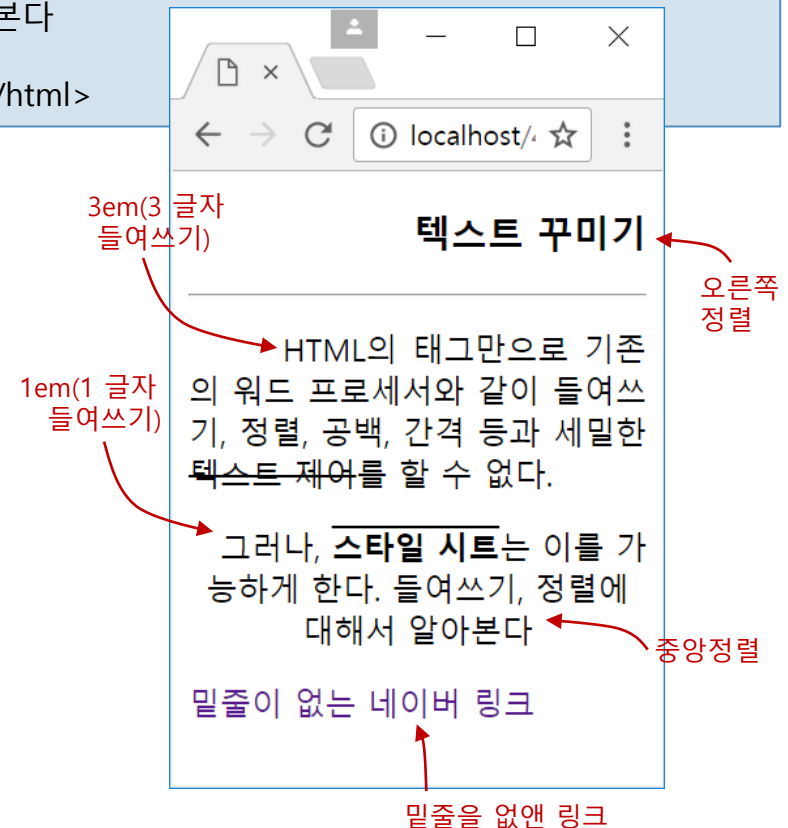 본다
/html>
localhost/
3em(3 글자
들여쓰기)
텍스트 꾸미기
오른쪽
정렬
HTML의 태그만으로 기존
의 워드 프로세서와 같이 들여쓰
기, 정렬, 공백, 간격 등과 세밀한
텍스트 제어를 할 수 없다.
1em(1 글자
들여쓰기)
그러나, 스타일 시트는 이를 가
능하게 한다. 들여쓰기, 정렬에
대해서 알아본다
중앙정렬
밑줄이 없는 네이버 링크
밑줄을 없앤 링크